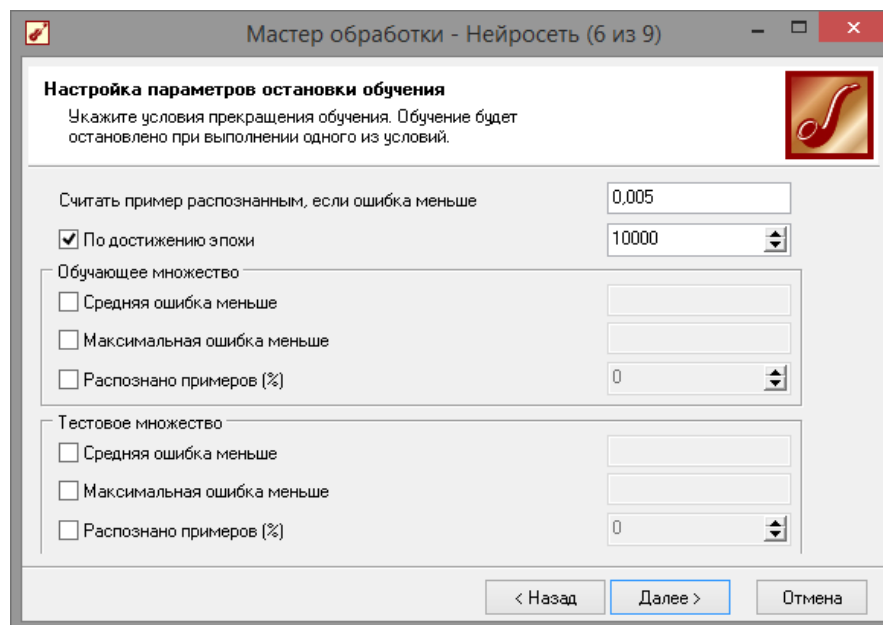 Мастер обработки - Нейросеть (6 из 9)
Настройка параметров остановки обучения
Укажите условия прекращения обучения. Обучение будет
остановлено при выполнении одного из условий.
Считать пример распознанным, если ошибка меньше 0,005
По достижению эпохи 10000
Обучающее множество
Средняя ошибка меньше
Максимальная ошибка меньше
Распознано примеров (%) 0
Тестовое множество
Средняя ошибка меньше
Максимальная ошибка меньше
Распознано примеров (%) 0
< Назад Далее > Отмена